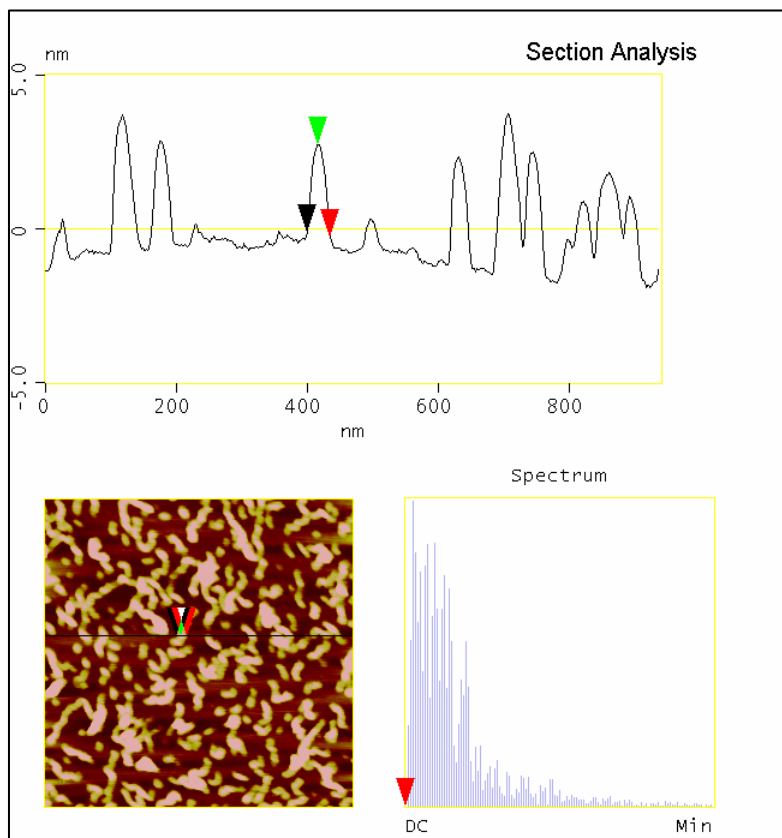 nm
Section Analysis
5.0
0
-5.0
0 200 400 600 800
nm
Spectrum
DC Min